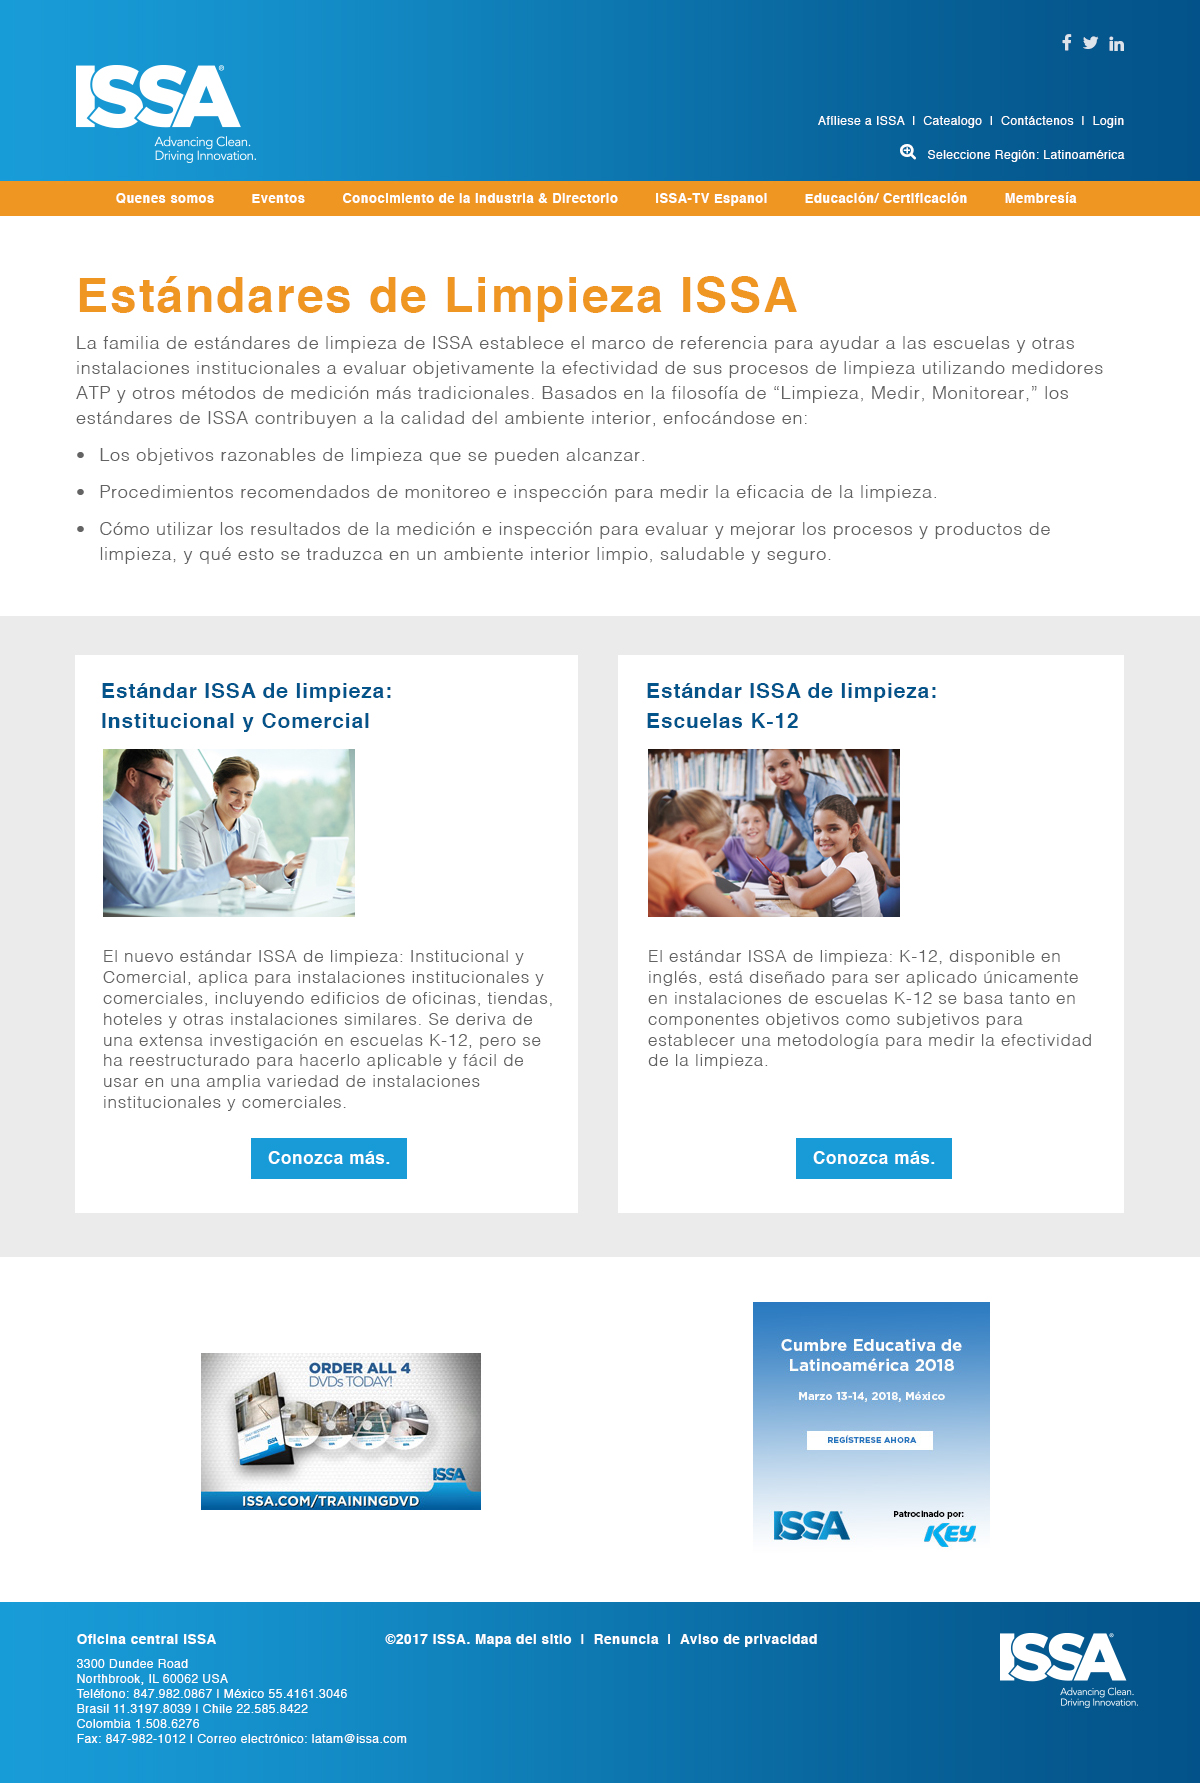 ISSA
Advancing Clean.
Driving Innovation.
Afíliese a ISSA | Catealogo | Contáctenos | Login
Seleccione Región: Latinoamérica
Quenes somos Eventos Conocimiento de la industria & Directorio ISSA-TV Espanol Educación/ Certificación Membresía
Estándares de Limpieza ISSA
La familia de estándares de limpieza de ISSA establece el marco de referencia para ayudar a las escuelas y otras
instalaciones institucionales a evaluar objetivamente la efectividad de sus procesos de limpieza utilizando medidores
ATP y otros métodos de medición más tradicionales. Basados en la filosofía de “Limpieza, Medir, Monitorear,” los
estándares de ISSA contribuyen a la calidad del ambiente interior, enfocándose en:
• Los objetivos razonables de limpieza que se pueden alcanzar.
• Procedimientos recomendados de monitoreo e inspección para medir la eficacia de la limpieza.
• Cómo utilizar los resultados de la medición e inspección para evaluar y mejorar los procesos y productos de
limpieza, y qué esto se traduzca en un ambiente interior limpio, saludable y seguro.
Estándar ISSA de limpieza:
Institucional y Comercial
El nuevo estándar ISSA de limpieza: Institucional y
Comercial, aplica para instalaciones institucionales y
comerciales, incluyendo edificios de oficinas, tiendas,
hoteles y otras instalaciones similares. Se deriva de
una extensa investigación en escuelas K-12, pero se
ha reestructurado para hacerlo aplicable y fácil de
usar en una amplia variedad de instalaciones
institucionales y comerciales.
Conozca más.
Estándar ISSA de limpieza:
Escuelas K-12
El estándar ISSA de limpieza: K-12, disponible en
inglés, está diseñado para ser aplicado únicamente
en instalaciones de escuelas K-12 se basa tanto en
componentes objetivos como subjetivos para
establecer una metodología para medir la efectividad
de la limpieza.
Conozca más.
ORDER ALL 4
DVDs TODAY!
ISSA
ISSA.COM/TRAININGDVD
Cumbre Educativa de
Latinoamérica 2018
Marzo 13-14, 2018, México
REGÍSTRESE AHORA
ISSA
Patrocinado por:
KEY
Oficina central ISSA
3300 Dundee Road
Northbrook, IL 60062 USA
Teléfono: 847.982.0867 | México 55.4161.3046
Brasil 11.3197.8039 | Chile 22.585.8422
Colombia 1.508.6276
Fax: 847-982-1012 | Correo electrónico: latam@issa.com
©2017 ISSA. Mapa del sitio | Renuncia | Aviso de privacidad
ISSA
Advancing Clean.
Driving Innovation.